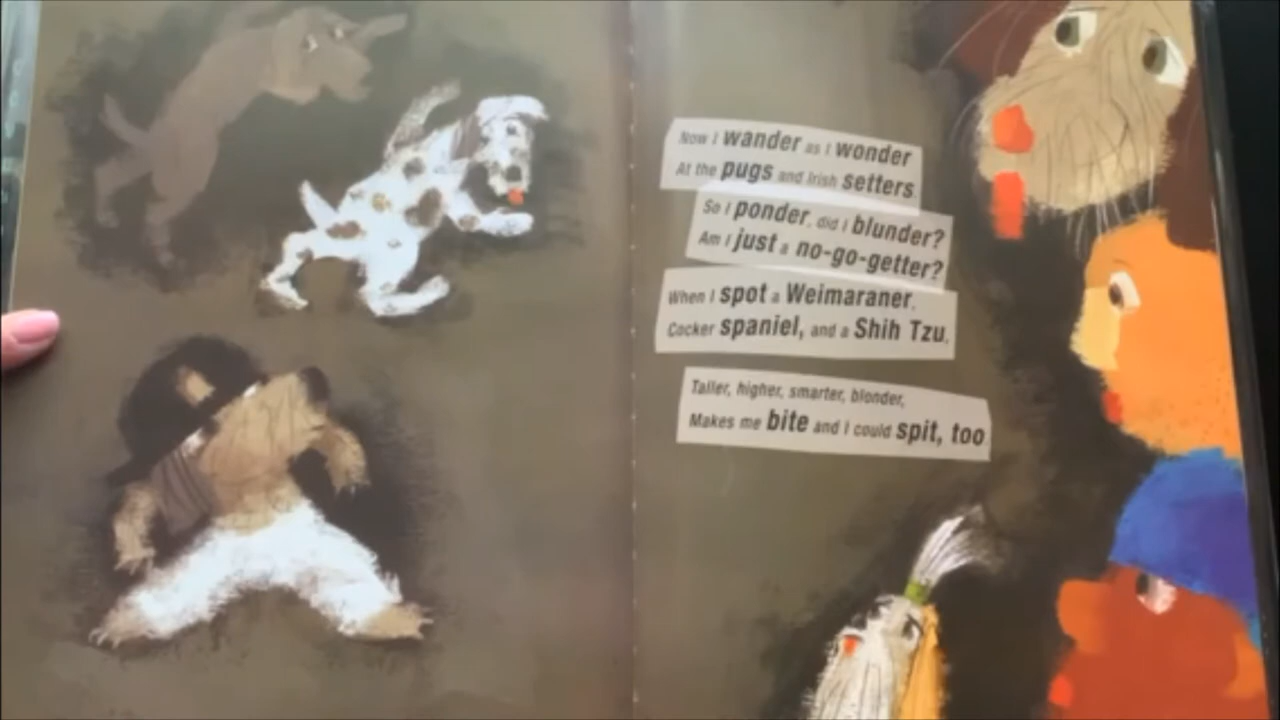 Now I wander as I wonder
At the pugs and Irish setters.
So I ponder, did I blunder?
Am I just a no-go-getter?
When I spot a Weimaraner,
Cocker spaniel, and a Shih Tzu,
Taller, higher, smarter, blonder,
Makes me bite and I could spit, too.